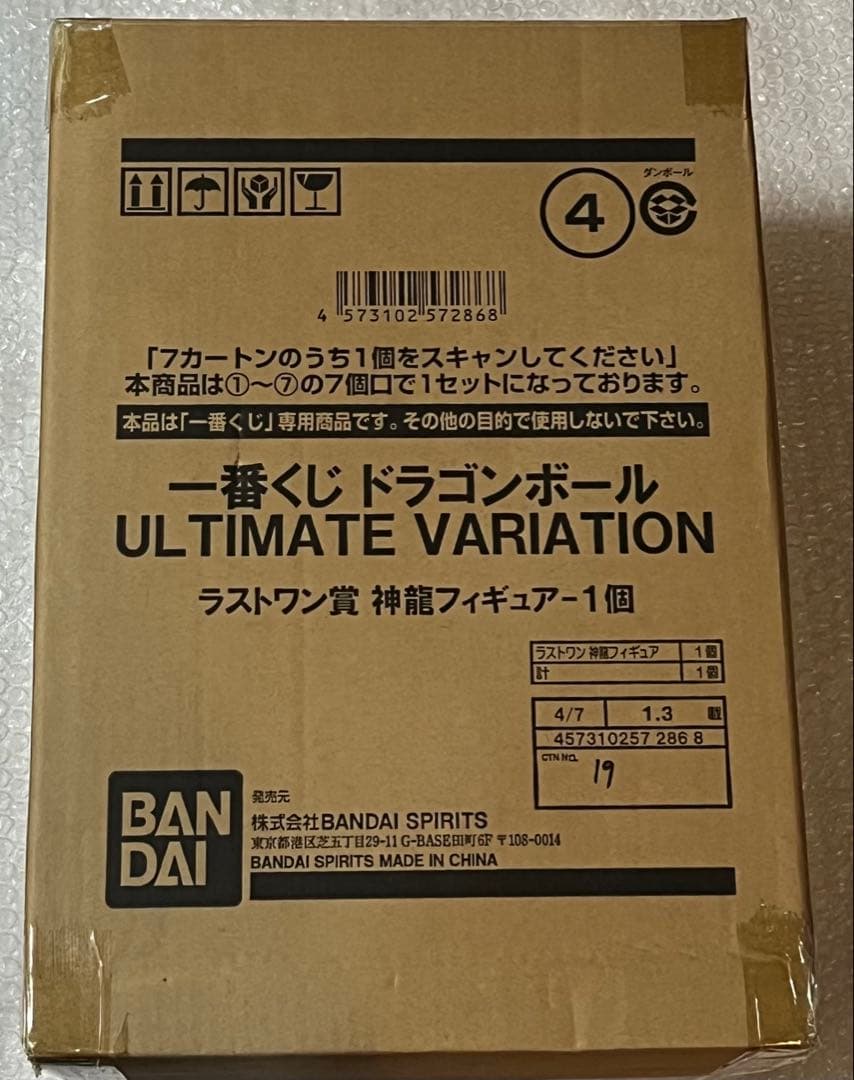 ダンボール
4
4 573102 572868
「7カートンのうち1個をスキャンしてください」
本商品は①〜⑦の7個口で1セットになっております。
本品は「一番くじ」専用商品です。その他の目的で使用しないで下さい。
一番くじ ドラゴンボール
ULTIMATE VARIATION
ラストワン賞 神龍フィギュア-1個
ラストワン 神龍フィギュア 1個
計 1個
4/7 1.3
457310257 286 8
CTN NO. 19
BAN
DAI
発売元
株式会社BANDAI SPIRITS
東京都港区芝五丁目29-11 G-BASE田町6F 〒108-0014
BANDAI SPIRITS MADE IN CHINA